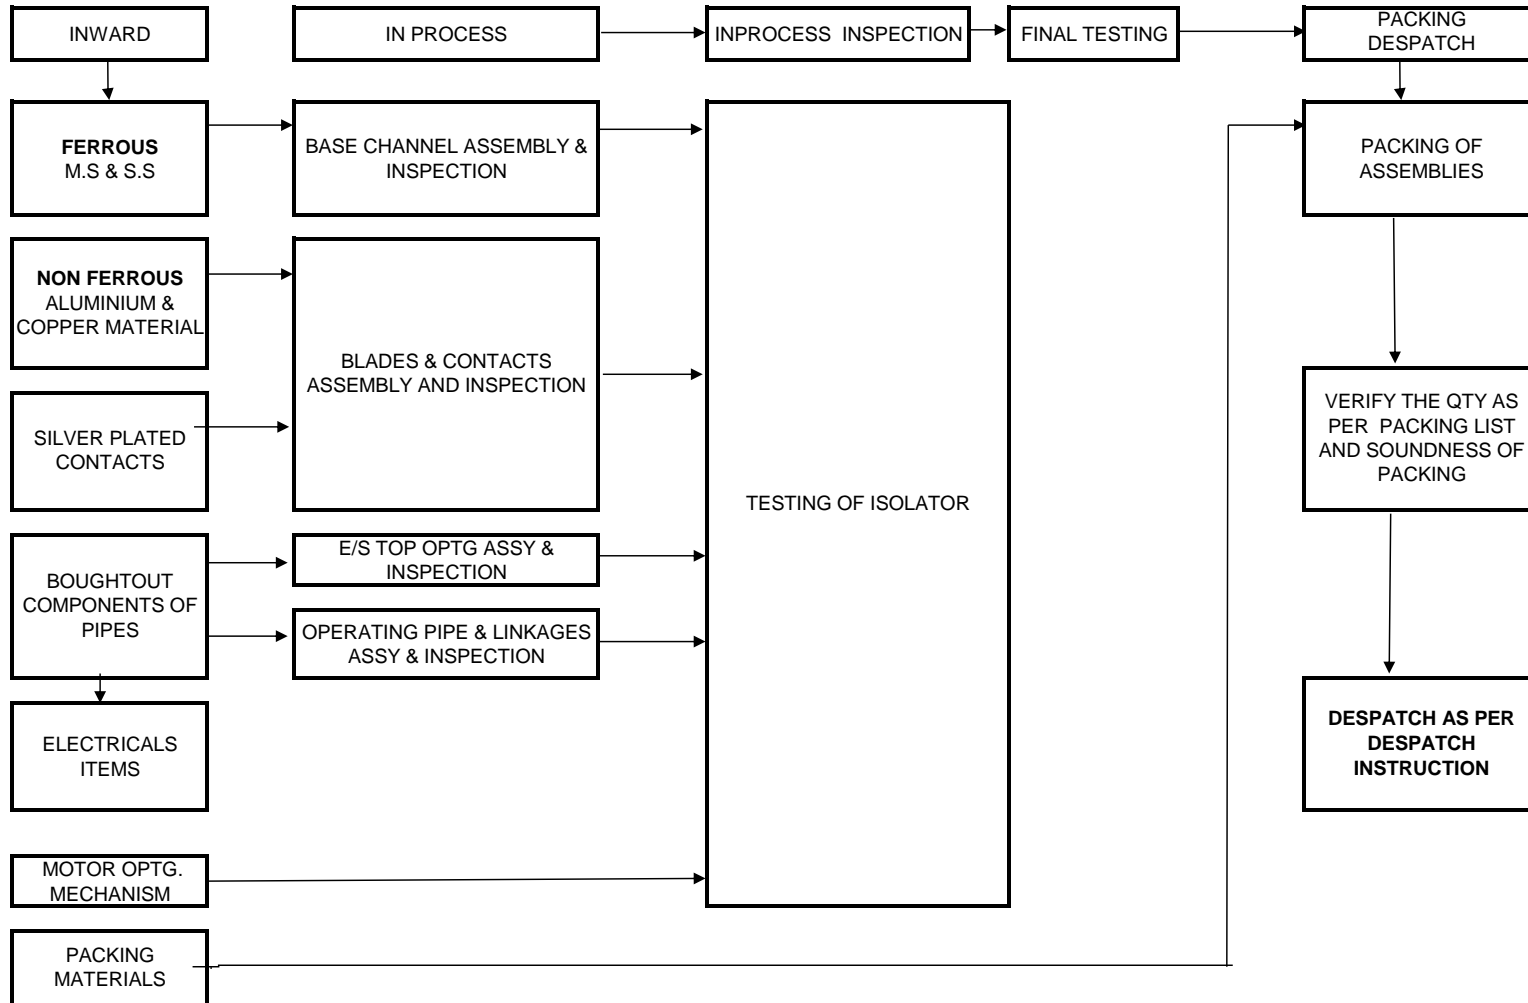 INWARD
IN PROCESS
INPROCESS INSPECTION
FINAL TESTING
PACKING
DESPATCH
FERROUS
M.S & S.S
BASE CHANNEL ASSEMBLY &
INSPECTION
PACKING OF
ASSEMBLIES
NON FERROUS
ALUMINIUM &
COPPER MATERIAL
BLADES & CONTACTS
ASSEMBLY AND INSPECTION
SILVER PLATED
CONTACTS
TESTING OF ISOLATOR
VERIFY THE QTY AS
PER PACKING LIST
AND SOUNDNESS OF
PACKING
BOUGHTOUT
COMPONENTS OF
PIPES
E/S TOP OPTG ASSY &
INSPECTION
OPERATING PIPE & LINKAGES
ASSY & INSPECTION
ELECTRICALS
ITEMS
DESPATCH AS PER
DESPATCH
INSTRUCTION
MOTOR OPTG.
MECHANISM
PACKING
MATERIALS